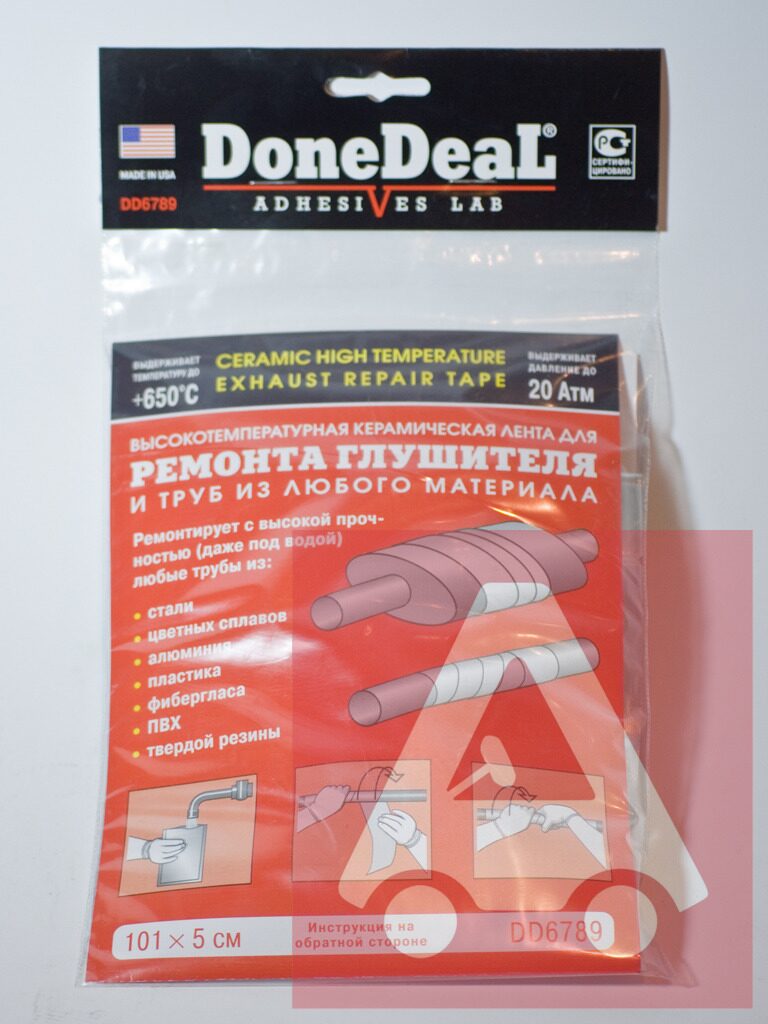 MADE IN USA
DD6789
DoneDeaL®
ADHESIVES LAB
РСТ
СЕРТИФИ-
ЦИРОВАНО
ВЫДЕРЖИВАЕТ
ТЕМПЕРАТУРУ ДО
+650°C
CERAMIC HIGH TEMPERATURE
EXHAUST REPAIR TAPE
ВЫДЕРЖИВАЕТ
ДАВЛЕНИЕ ДО
20 Атм
ВЫСОКОТЕМПЕРАТУРНАЯ КЕРАМИЧЕСКАЯ ЛЕНТА ДЛЯ
РЕМОНТА ГЛУШИТЕЛЯ
И ТРУБ ИЗ ЛЮБОГО МАТЕРИАЛА
Ремонтирует с высокой проч-
ностью (даже под водой)
любые трубы из:
• стали
• цветных сплавов
• алюминия
• пластика
• фибергласа
• ПВХ
• твердой резины
101 × 5 СМ
Инструкция на
обратной стороне
DD6789